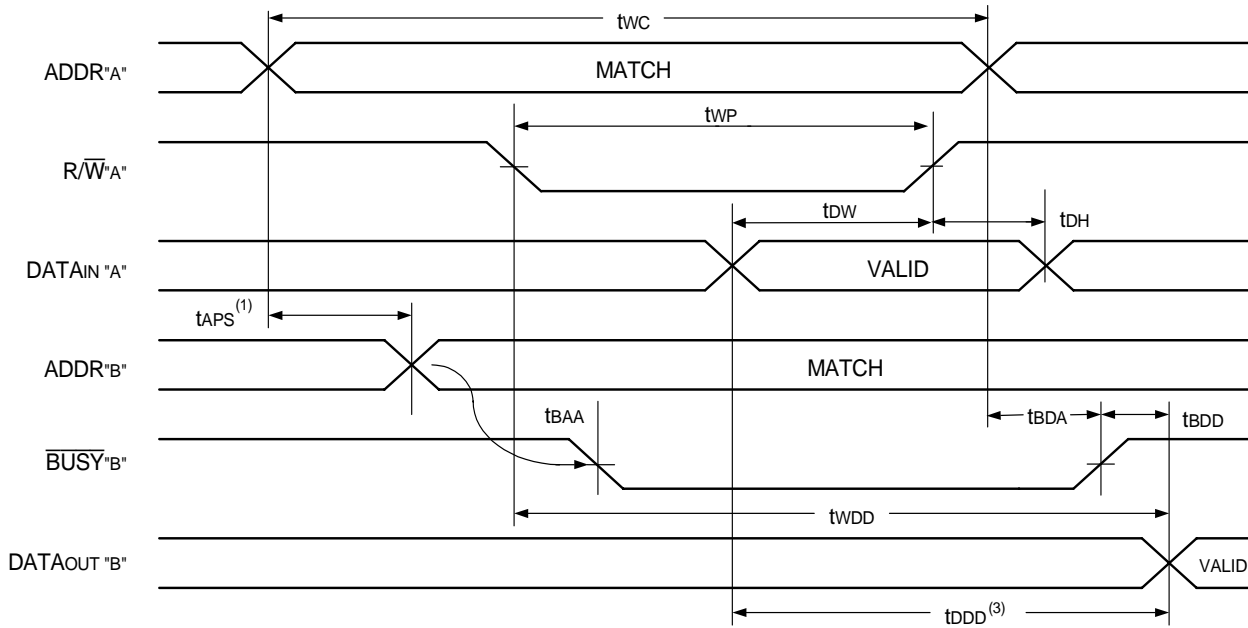 tWC
ADDR"A"
MATCH
tWP
R/W̅"A"
tDW
tDH
DATAIN "A"
VALID
tAPS(1)
ADDR"B"
MATCH
tBAA
tBDA
tBDD
B̅U̅S̅Y̅"B"
tWDD
DATAOUT "B"
VALID
tDDD(3)